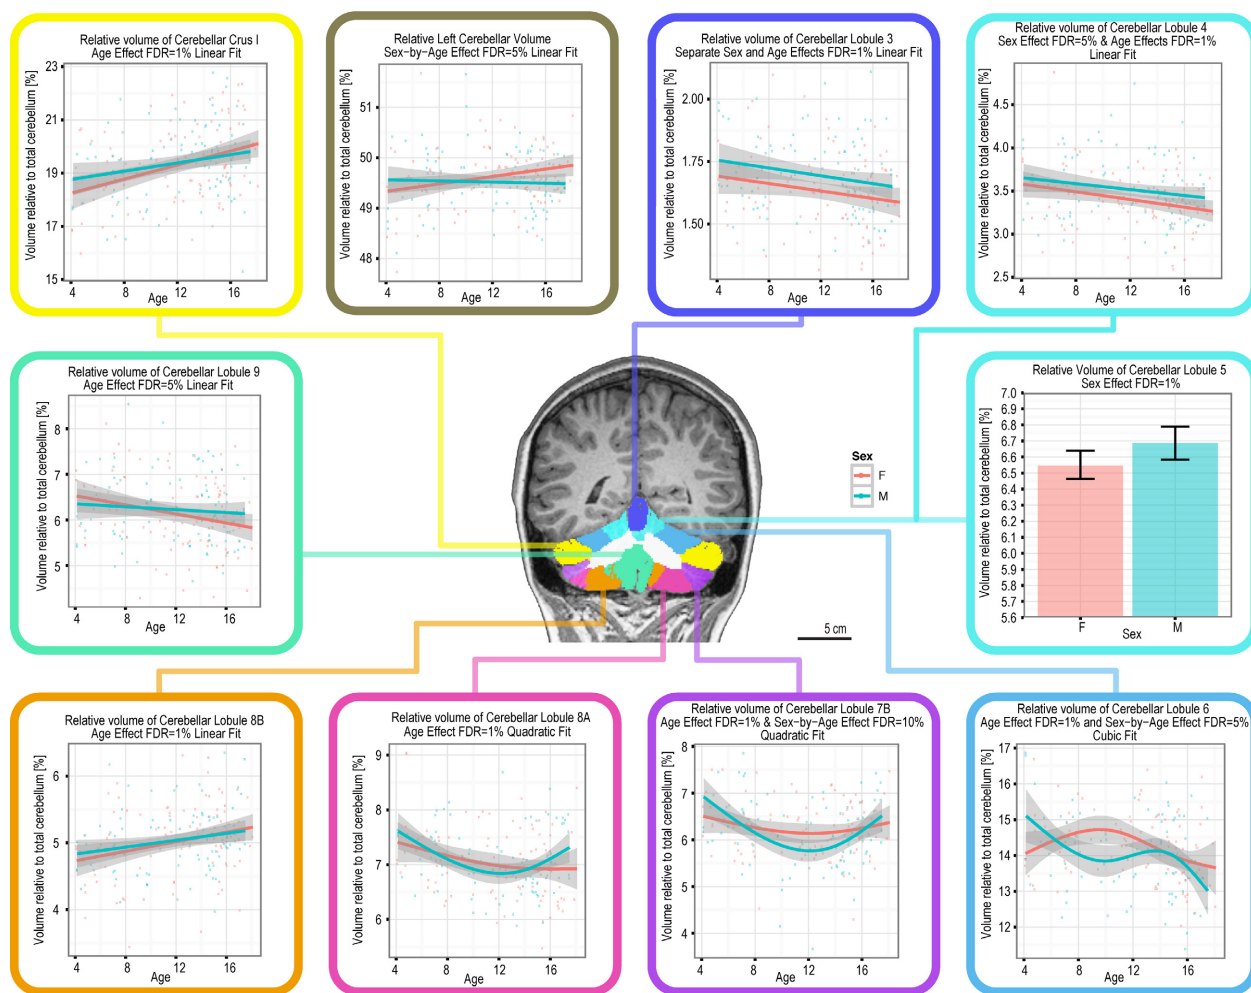 Relative volume of Cerebellar Crus I
Age Effect FDR=1% Linear Fit
Volume relative to total cerebellum [%]
23
21
19
17
15
4 8 12 16
Age
Relative Left Cerebellar Volume
Sex-by-Age Effect FDR=5% Linear Fit
Volume relative to total cerebellum [%]
51
50
49
48
4 8 12 16
Age
Relative volume of Cerebellar Lobule 3
Separate Sex and Age Effects FDR=1% Linear Fit
Volume relative to total cerebellum [%]
2.00
1.75
1.50
4 8 12 16
Age
Relative volume of Cerebellar Lobule 4
Sex Effect FDR=5% & Age Effects FDR=1%
Linear Fit
Volume relative to total cerebellum [%]
4.5
4.0
3.5
3.0
2.5
4 8 12 16
Age
Relative volume of Cerebellar Lobule 9
Age Effect FDR=5% Linear Fit
Volume relative to total cerebellum [%]
8
7
6
5
4 8 12 16
Age
Sex
F
M
5 cm
Relative Volume of Cerebellar Lobule 5
Sex Effect FDR=1%
Volume relative to total cerebellum [%]
7.0
6.9
6.8
6.7
6.6
6.5
6.4
6.3
6.2
6.1
6.0
5.9
5.8
5.7
5.6
F M
Sex
Relative volume of Cerebellar Lobule 8B
Age Effect FDR=1% Linear Fit
Volume relative to total cerebellum [%]
6
5
4
4 8 12 16
Age
Relative volume of Cerebellar Lobule 8A
Age Effect FDR=1% Quadratic Fit
Volume relative to total cerebellum [%]
9
8
7
6
4 8 12 16
Age
Relative volume of Cerebellar Lobule 7B
Age Effect FDR=1% & Sex-by-Age Effect FDR=10%
Quadratic Fit
Volume relative to total cerebellum [%]
8
7
6
5
4
4 8 12 16
Age
Relative volume of Cerebellar Lobule 6
Age Effect FDR=1% and Sex-by-Age Effect FDR=5%
Cubic Fit
Volume relative to total cerebellum [%]
17
16
15
14
13
12
4 8 12 16
Age